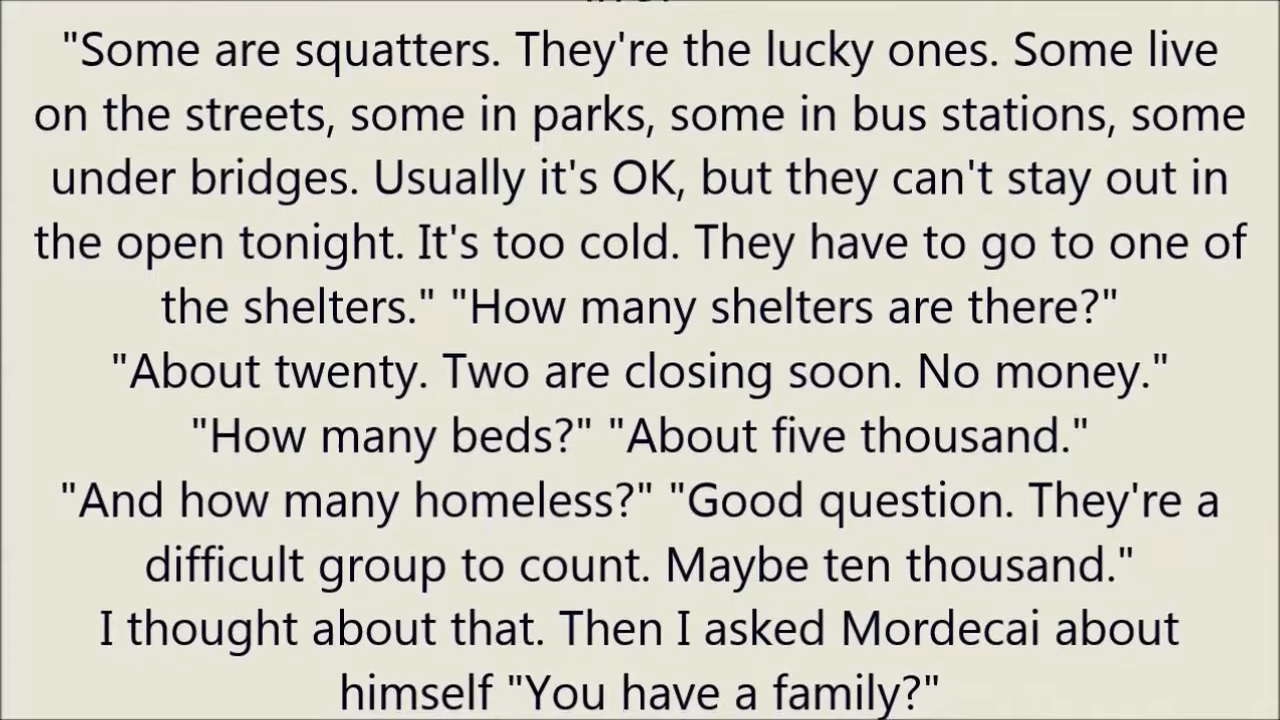 "Some are squatters. They're the lucky ones. Some live
on the streets, some in parks, some in bus stations, some
under bridges. Usually it's OK, but they can't stay out in
the open tonight. It's too cold. They have to go to one of
the shelters." "How many shelters are there?"
"About twenty. Two are closing soon. No money."
"How many beds?" "About five thousand."
"And how many homeless?" "Good question. They're a
difficult group to count. Maybe ten thousand."
I thought about that. Then I asked Mordecai about
himself "You have a family?"